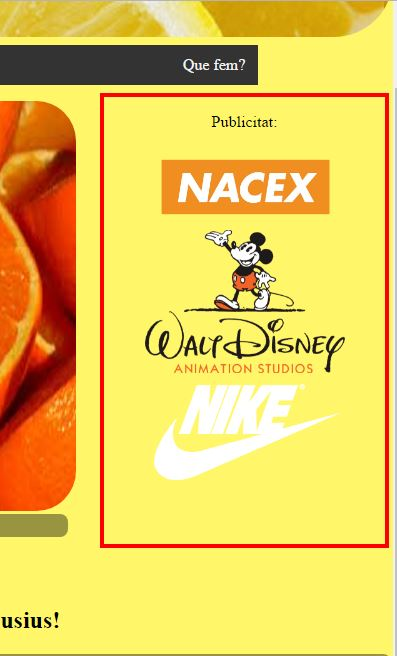 Que fem?
Publicitat:
NACEX
WALT DISNEY
ANIMATION STUDIOS
NIKE
usius!